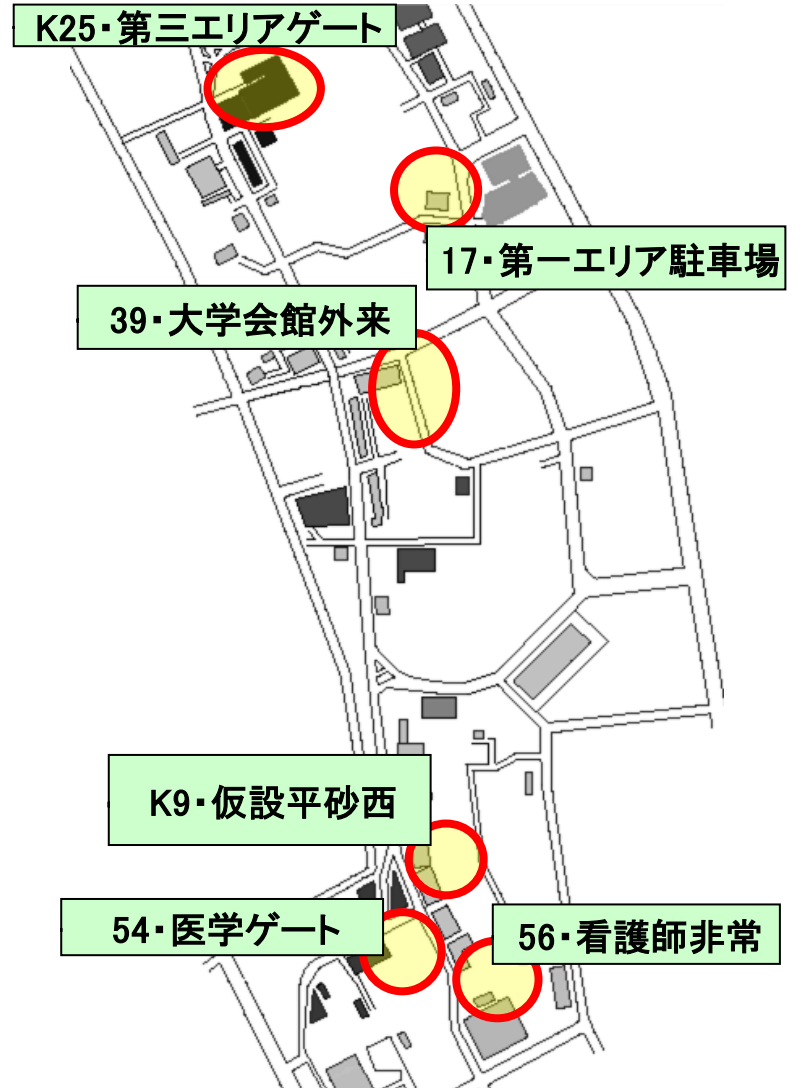 K25・第三エリアゲート
17・第一エリア駐車場
39・大学会館外来
K9・仮設平砂西
54・医学ゲート
56・看護師非常